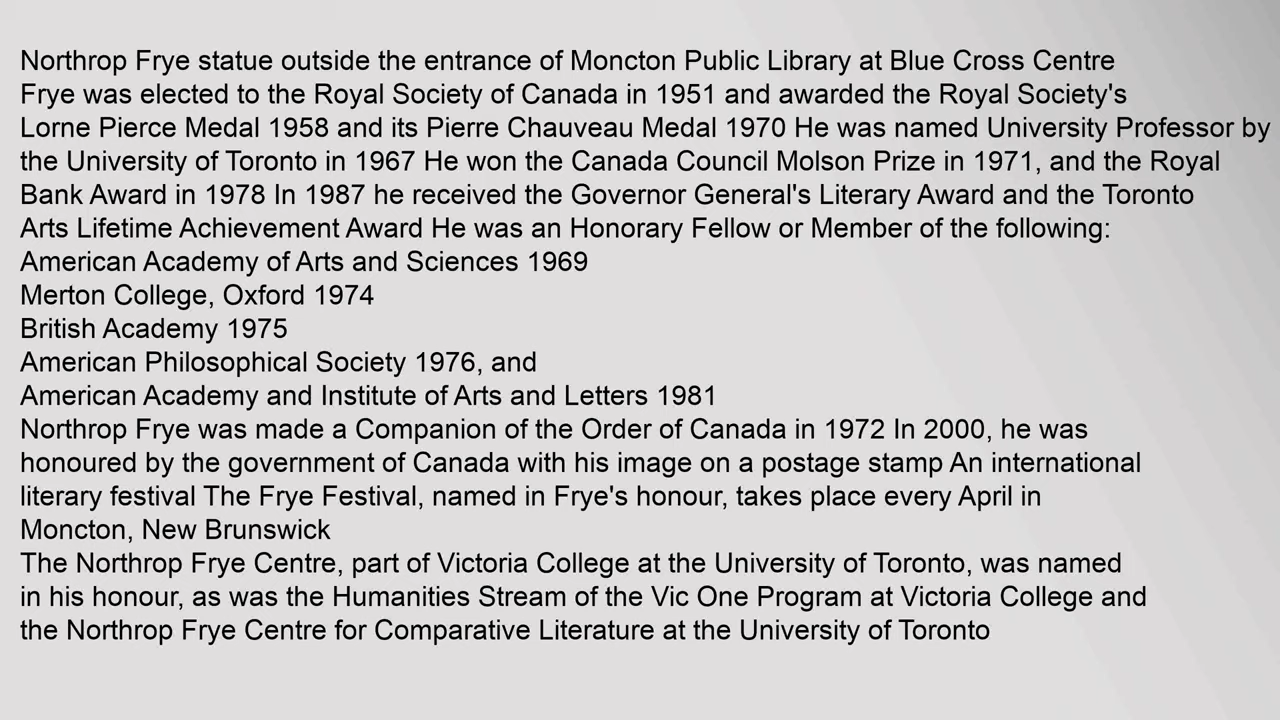 Northrop Frye statue outside the entrance of Moncton Public Library at Blue Cross Centre
Frye was elected to the Royal Society of Canada in 1951 and awarded the Royal Society's
Lorne Pierce Medal 1958 and its Pierre Chauveau Medal 1970 He was named University Professor by
the University of Toronto in 1967 He won the Canada Council Molson Prize in 1971, and the Royal
Bank Award in 1978 In 1987 he received the Governor General's Literary Award and the Toronto
Arts Lifetime Achievement Award He was an Honorary Fellow or Member of the following:
American Academy of Arts and Sciences 1969
Merton College, Oxford 1974
British Academy 1975
American Philosophical Society 1976, and
American Academy and Institute of Arts and Letters 1981
Northrop Frye was made a Companion of the Order of Canada in 1972 In 2000, he was
honoured by the government of Canada with his image on a postage stamp An international
literary festival The Frye Festival, named in Frye's honour, takes place every April in
Moncton, New Brunswick
The Northrop Frye Centre, part of Victoria College at the University of Toronto, was named
in his honour, as was the Humanities Stream of the Vic One Program at Victoria College and
the Northrop Frye Centre for Comparative Literature at the University of Toronto